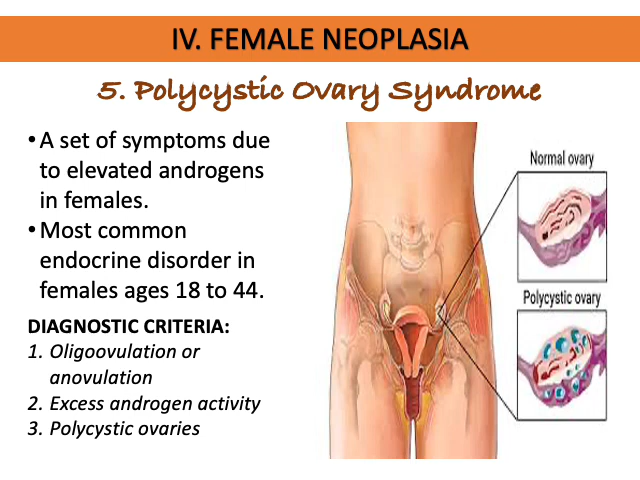 IV. FEMALE NEOPLASIA
5. Polycystic Ovary Syndrome
• A set of symptoms due
to elevated androgens
in females.
• Most common
endocrine disorder in
females ages 18 to 44.
DIAGNOSTIC CRITERIA:
1. Oligoovulation or
anovulation
2. Excess androgen activity
3. Polycystic ovaries
Normal ovary
Polycystic ovary